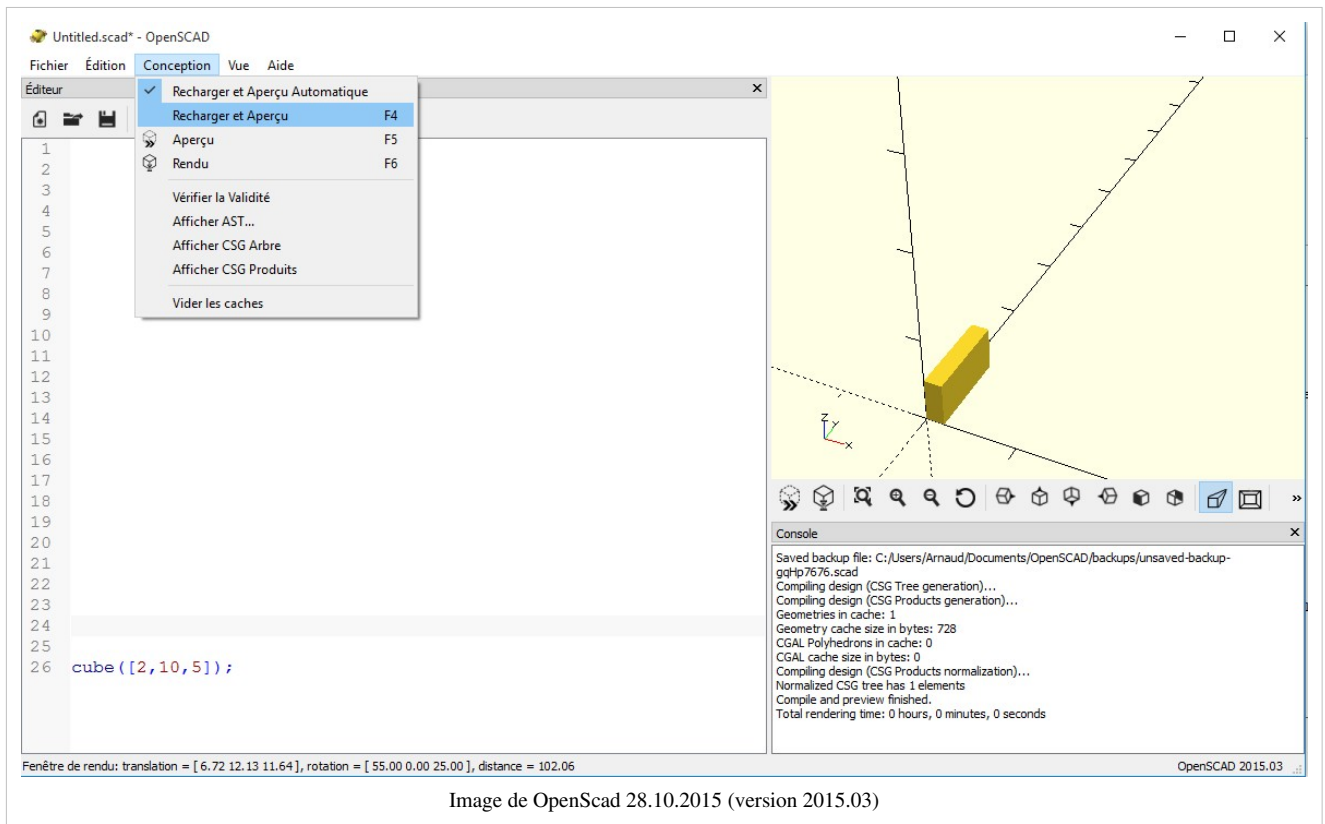 Untitled.scad* - OpenSCAD
Fichier Édition Conception Vue Aide
Éditeur
Recharger et Aperçu Automatique
Recharger et Aperçu F4
Aperçu F5
Rendu F6
Vérifier la Validité
Afficher AST...
Afficher CSG Arbre
Afficher CSG Produits
Vider les caches
1
2
3
4
5
6
7
8
9
10
11
12
13
14
15
16
17
18
19
20
21
22
23
24
25
26 cube([2,10,5]);
Z
Y
X
Console
Saved backup file: C:/Users/Arnaud/Documents/OpenSCAD/backups/unsaved-backup-
gqHp7676.scad
Compiling design (CSG Tree generation)...
Compiling design (CSG Products generation)...
Geometries in cache: 1
Geometry cache size in bytes: 728
CGAL Polyhedrons in cache: 0
CGAL cache size in bytes: 0
Compiling design (CSG Products normalization)...
Normalized CSG tree has 1 elements
Compile and preview finished.
Total rendering time: 0 hours, 0 minutes, 0 seconds
Fenêtre de rendu: translation = [ 6.72 12.13 11.64 ], rotation = [ 55.00 0.00 25.00 ], distance = 102.06
OpenSCAD 2015.03
Image de OpenScad 28.10.2015 (version 2015.03)